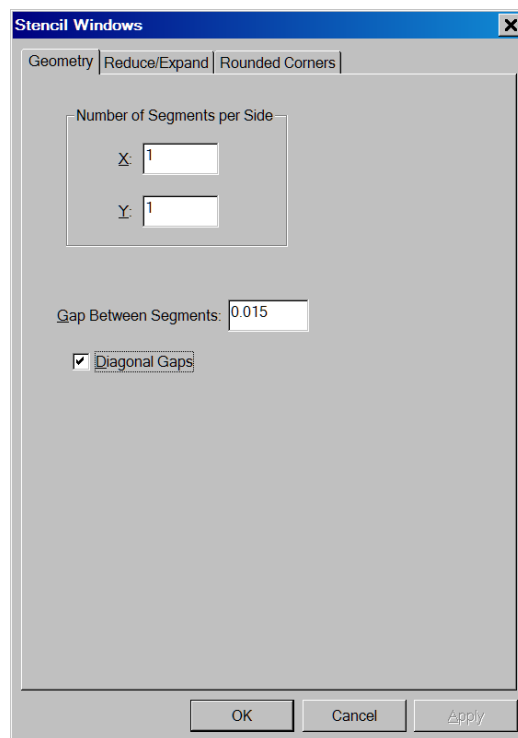 Stencil Windows
Geometry Reduce/Expand Rounded Corners
Number of Segments per Side
X: 1
Y: 1
Gap Between Segments: 0.015
Diagonal Gaps
OK Cancel Apply